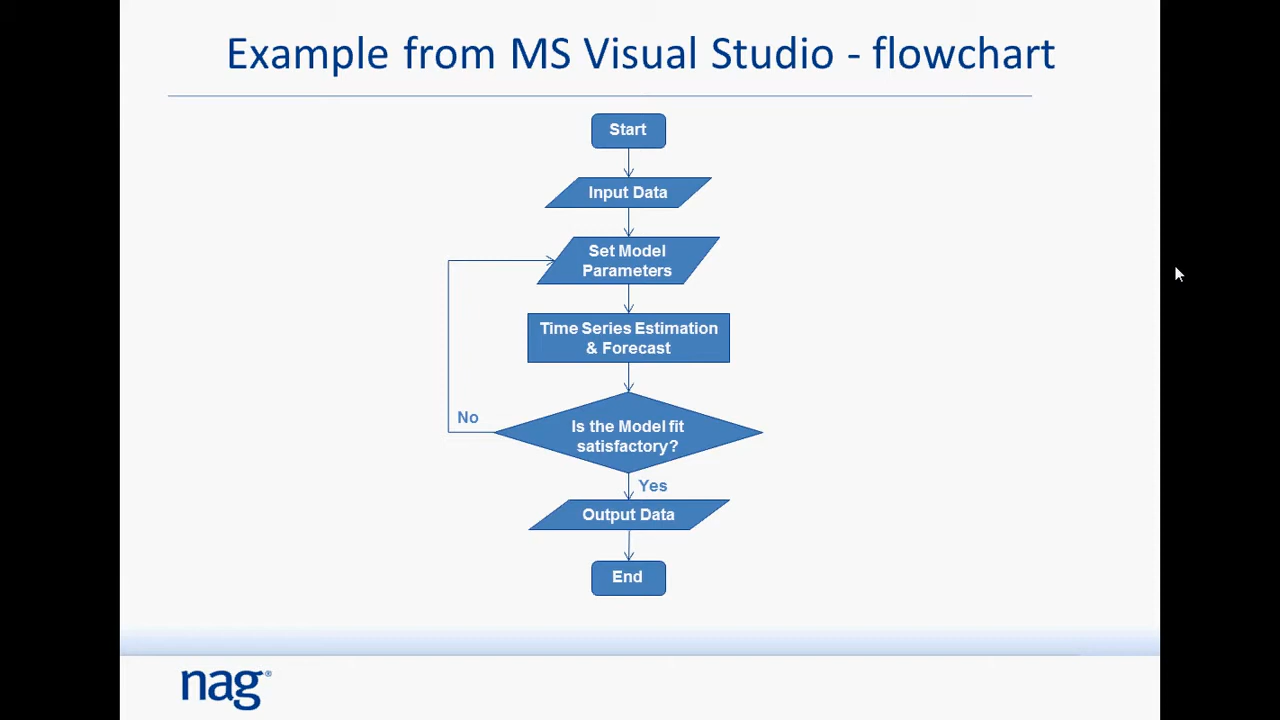 Example from MS Visual Studio - flowchart
Start
Input Data
Set Model
Parameters
Time Series Estimation
& Forecast
Is the Model fit
satisfactory?
No
Yes
Output Data
End
nag®